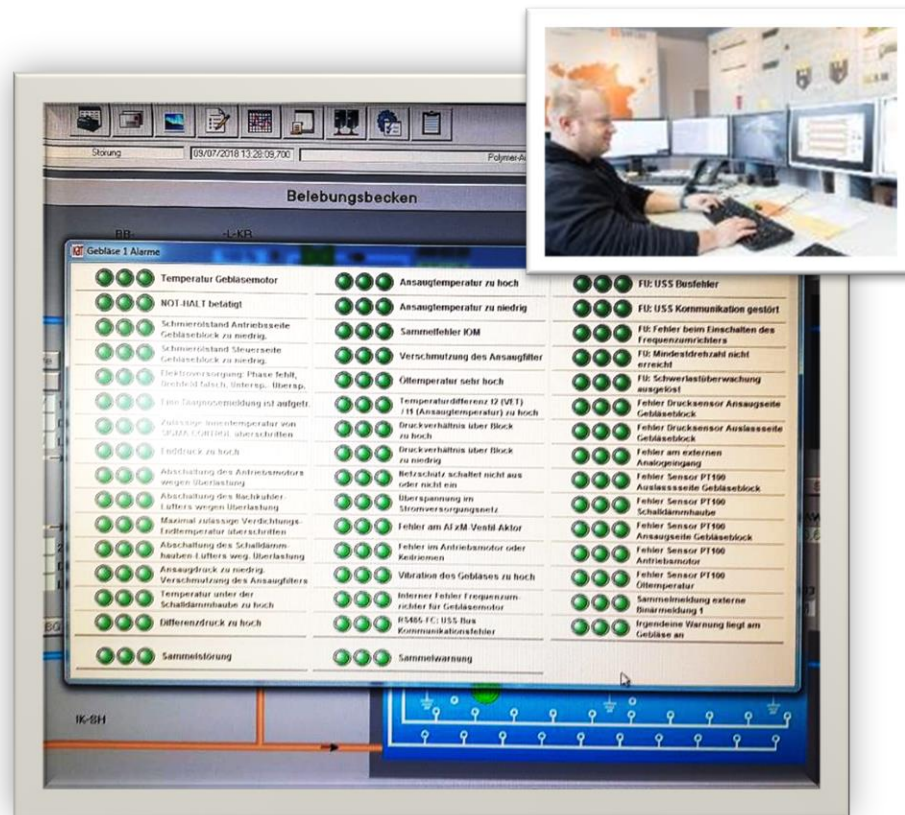 Störung
09/07/2018 13:28:09,700
Polymer-A
Belebungsbecken
BB-
-L-KB
Gebläse 1 Alarme
Temperatur Gebläsemotor
NOT-HALT betätigt
Schmierölstand Antriebsseite
Gebläseblock zu niedrig,
Schmierölstand Steuerseite
Gebläseblock zu niedrig,
Elektroversorgung: Phase fehlt,
Drehfeld falsch, Untersp., Übersp.
Eine Diagnosemeldung ist aufgetr.
Zulässige Innentemperatur von
SIGMA CONTROL überschritten
Enddruck zu hoch
Abschaltung des Antriebsmotors
wegen Überlastung
Abschaltung des Nachkühler-
Lüfters wegen Überlastung
Maximal zulässige Verdichtungs-
Endtemperatur überschritten
Abschaltung des Schalldämm-
hauben-Lüfters weg. Überlastung
Ansaugdruck zu niedrig.
Verschmutzung des Ansaugfilters
Temperatur unter der
Schalldämmhaube zu hoch
Differenzdruck zu hoch
Sammelstörung
Ansaugtemperatur zu hoch
Ansaugtemperatur zu niedrig
Sammelfehler IOM
Verschmutzung des Ansaugfilter
Öltemperatur sehr hoch
Temperaturdifferenz T2 (VET)
/ T1 (Ansaugtemperatur) zu hoch
Druckverhältnis über Block
zu hoch
Druckverhältnis über Block
zu niedrig
Netzschütz schaltet nicht aus
oder nicht ein
Überspannung im
Stromversorgungsnetz
Fehler am AFxM-Ventil-Aktor
Fehler im Antriebsmotor oder
Keilriemen
Vibration des Gebläses zu hoch
Interner Fehler Frequenzum-
richter für Gebläsemotor
RS485-FC: USS-Bus
Kommunikationsfehler
Sammelwarnung
FU: USS Busfehler
FU: USS Kommunikation gestört
FU: Fehler beim Einschalten des
Frequenzumrichters
FU: Mindestdrehzahl nicht
erreicht
FU: Schwerlastüberwachung
ausgelöst
Fehler Drucksensor Ansaugseite
Gebläseblock
Fehler Drucksensor Auslassseite
Gebläseblock
Fehler am externen
Analogeingang
Fehler Sensor PT100
Auslassseite Gebläseblock
Fehler Sensor PT100
Schalldämmhaube
Fehler Sensor PT100
Ansaugseite Gebläseblock
Fehler Sensor PT100
Antriebsmotor
Fehler Sensor PT100
Öltemperatur
Sammelmeldung externe
Binärmeldung 1
Irgendeine Warnung liegt am
Gebläse an
IK-SH